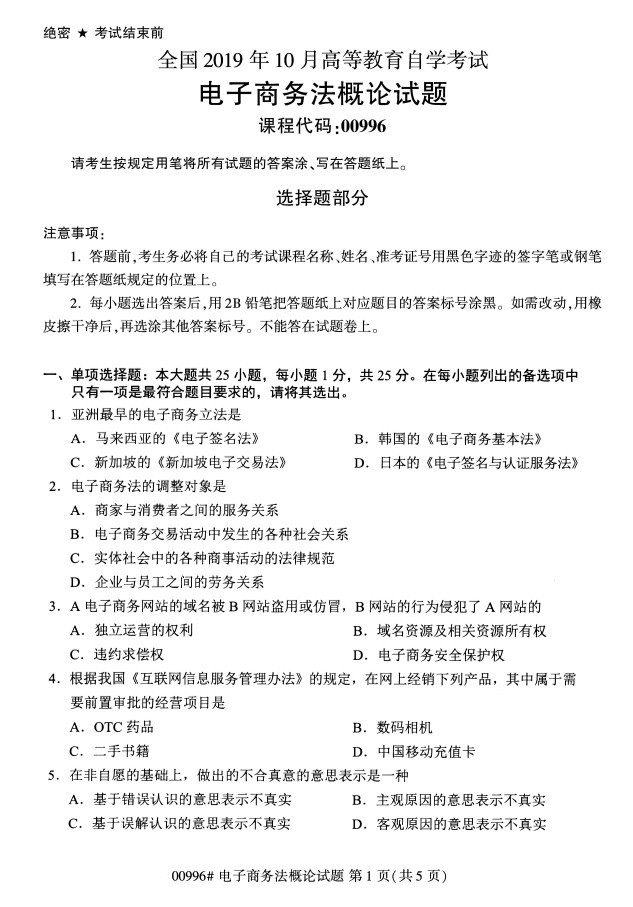 绝密 ★ 考试结束前
全国 2019 年 10 月高等教育自学考试
电子商务法概论试题
课程代码:00996
请考生按规定用笔将所有试题的答案涂、写在答题纸上。
选择题部分
注意事项:
1. 答题前,考生务必将自己的考试课程名称、姓名、准考证号用黑色字迹的签字笔或钢笔
填写在答题纸规定的位置上。
2. 每小题选出答案后,用 2B 铅笔把答题纸上对应题目的答案标号涂黑。如需改动,用橡
皮擦干净后,再选涂其他答案标号。不能答在试题卷上。
一、单项选择题：本大题共 25 小题，每小题 1 分，共 25 分。在每小题列出的备选项中
只有一项是最符合题目要求的，请将其选出。
1．亚洲最早的电子商务立法是
A．马来西亚的《电子签名法》 B．韩国的《电子商务基本法》
C．新加坡的《新加坡电子交易法》 D．日本的《电子签名与认证服务法》
2．电子商务法的调整对象是
A．商家与消费者之间的服务关系
B．电子商务交易活动中发生的各种社会关系
C．实体社会中的各种商事活动的法律规范
D．企业与员工之间的劳务关系
3．A 电子商务网站的域名被 B 网站盗用或仿冒，B 网站的行为侵犯了 A 网站的
A．独立运营的权利 B．域名资源及相关资源所有权
C．违约求偿权 D．电子商务安全保护权
4．根据我国《互联网信息服务管理办法》的规定，在网上经销下列产品，其中属于需
要前置审批的经营项目是
A．OTC 药品 B．数码相机
C．二手书籍 D．中国移动充值卡
5．在非自愿的基础上，做出的不合真意的意思表示是一种
A．基于错误认识的意思表示不真实 B．主观原因的意思表示不真实
C．基于误解认识的意思表示不真实 D．客观原因的意思表示不真实
00996# 电子商务法概论试题 第 1 页(共 5 页)